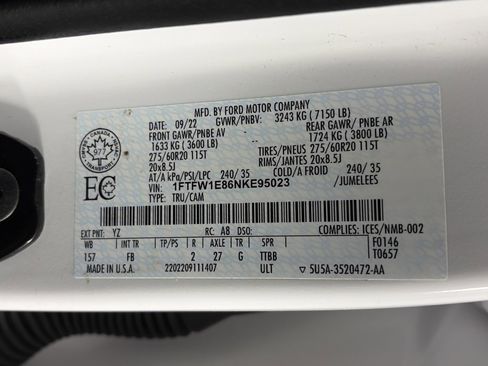 MFD. BY FORD MOTOR COMPANY
DATE: 09/22 GVWR/PNBV: 3243 KG ( 7150 LB)
FRONT GAWR/PNBE AV REAR GAWR/ PNBE AR
1633 KG ( 3600 LB) 1724 KG ( 3800 LB)
275/60R20 115T TIRES/PNEUS 275/60R20 115T
20x8.5J RIMS/JANTES 20x8.5J
AT/A kPa/PSI/LPC 240/ 35 COLD/A FROID 240/ 35
VIN: 1FTFW1E86NKE95023 /JUMELEES
TYPE: TRU/CAM
CANADA
977
EC
EXT PNT: YZ RC: A8 DSO: COMPLIANT: ICES/NMB-002
WB INT TR TP/PS R AXLE TR SPR F0146
157 FB 2 27 G TTBB T0657
MADE IN U.S.A. 2202209111407 ULT ▽ 5U5A-3520472-AA